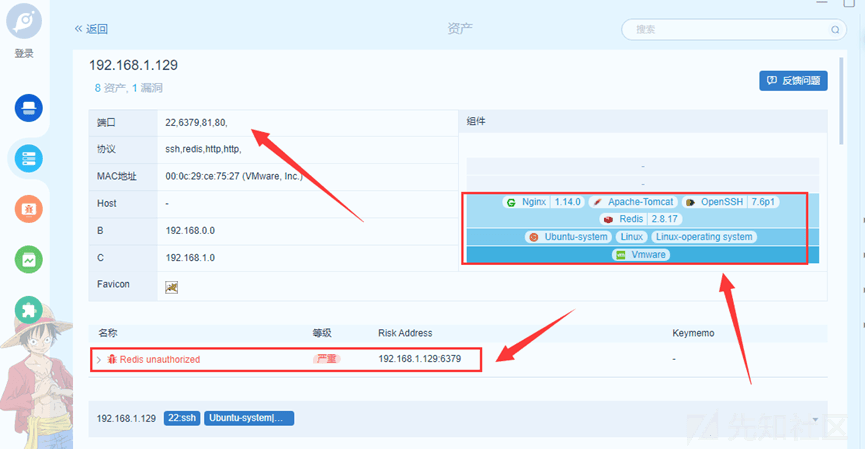 登录
返回
资产
搜索
192.168.1.129
8 资产, 1 漏洞
反馈问题
端口 22,6379,81,80,
协议 ssh,redis,http,http,
MAC地址 00:0c:29:ce:75:27 (VMware, Inc.)
Host -
B 192.168.0.0
C 192.168.1.0
Favicon
组件
-
-
Nginx 1.14.0 Apache-Tomcat OpenSSH 7.6p1
Redis 2.8.17
Ubuntu-system Linux Linux-operating system
Vmware
名称 等级 Risk Address Keymemo
Redis unauthorized 严重 192.168.1.129:6379 -
192.168.1.129 22:ssh Ubuntu-system|...
先知社区